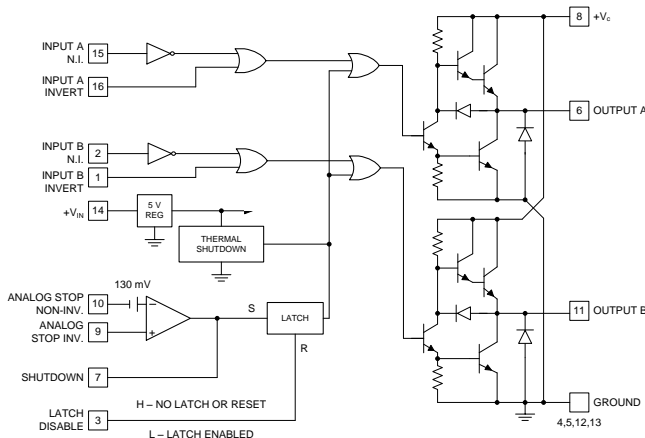 INPUT A
N.I.
15
INPUT A
INVERT
16
INPUT B
N.I.
2
INPUT B
INVERT
1
+VIN
14
5 V
REG
THERMAL
SHUTDOWN
130 mV
ANALOG STOP
NON-INV.
10
–
ANALOG
STOP INV.
9
+
S
LATCH
R
SHUTDOWN
7
LATCH
DISABLE
3
H – NO LATCH OR RESET
L – LATCH ENABLED
8
+Vc
6
OUTPUT A
11
OUTPUT B
GROUND
4,5,12,13